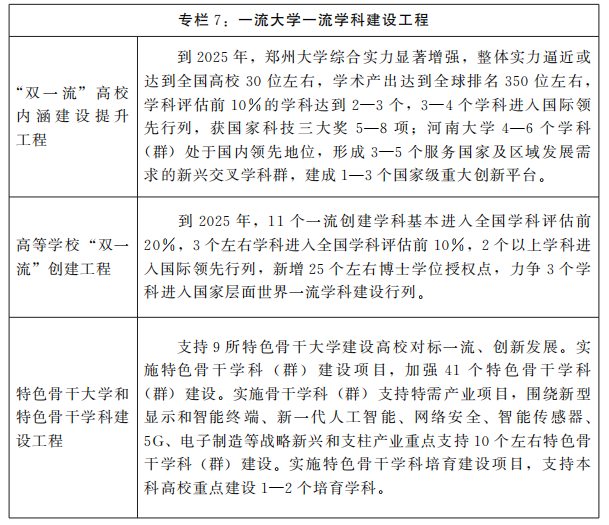 专栏 7：一流大学一流学科建设工程
“双一流”高校
内涵建设提升
工程
到 2025 年，郑州大学综合实力显著增强，整体实力逼近或
达到全国高校 30 位左右，学术产出达到全球排名 350 位左右，
学科评估前 10%的学科达到 2—3 个，3—4 个学科进入国际领
先行列，获国家科技三大奖 5—8 项；河南大学 4—6 个学科
（群）处于国内领先地位，形成 3—5 个服务国家及区域发展需
求的新兴交叉学科群，建成 1—3 个国家级重大创新平台。
高等学校“双一
流”创建工程
到 2025 年，11 个一流创建学科基本进入全国学科评估前
20%，3 个左右学科进入全国学科评估前 10%，2 个以上学科进
入国际领先行列，新增 25 个左右博士学位授权点，力争 3 个学
科进入国家层面世界一流学科建设行列。
特色骨干大学和
特色骨干学科建
设工程
支持 9 所特色骨干大学建设高校对标一流、创新发展。实
施特色骨干学科（群）建设项目，加强 41 个特色骨干学科
（群）建设。实施骨干学科（群）支持特需产业项目，围绕新型
显示和智能终端、新一代人工智能、网络安全、智能传感器、
5G、电子制造等战略新兴和支柱产业重点支持 10 个左右特色骨
干学科（群）建设。实施特色骨干学科培育建设项目，支持本
科高校重点建设 1—2 个培育学科。